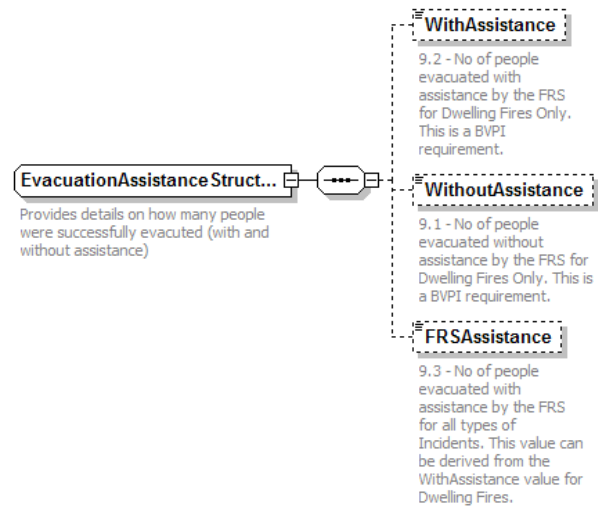 WithAssistance
9.2 - No of people
evacuated with
assistance by the FRS
for Dwelling Fires Only.
This is a BVPI
requirement.
EvacuationAssistanceStruct...
Provides details on how many people
were successfully evacuted (with and
without assistance)
WithoutAssistance
9.1 - No of people
evacuated without
assistance by the FRS for
Dwelling Fires Only. This is
a BVPI requirement.
FRSAssistance
9.3 - No of people
evacuated with
assistance by the FRS
for all types of
Incidents. This value can
be derived from the
WithAssistance value for
Dwelling Fires.